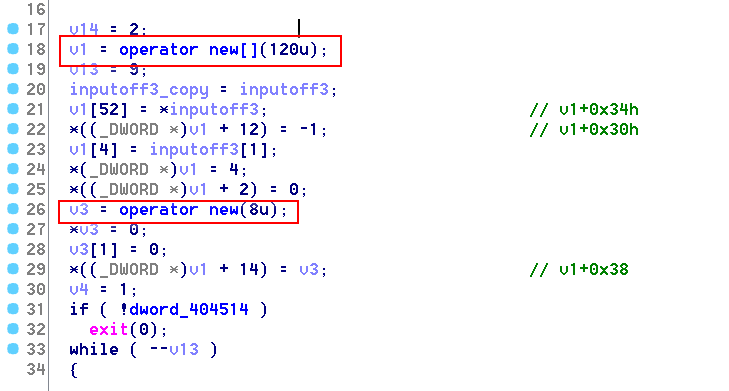 16
17 v14 = 2;
18 v1 = operator new[](120u);
19 v13 = 9;
20 inputoff3_copy = inputoff3;
21 v1[52] = *inputoff3; // v1+0x34h
22 *((_DWORD *)v1 + 12) = -1; // v1+0x30h
23 v1[4] = inputoff3[1];
24 *(_DWORD *)v1 = 4;
25 *((_DWORD *)v1 + 2) = 0;
26 v3 = operator new(8u);
27 *v3 = 0;
28 v3[1] = 0;
29 *((_DWORD *)v1 + 14) = v3; // v1+0x38
30 v4 = 1;
31 if ( !dword_404514 )
32 exit(0);
33 while ( --v13 )
34 {